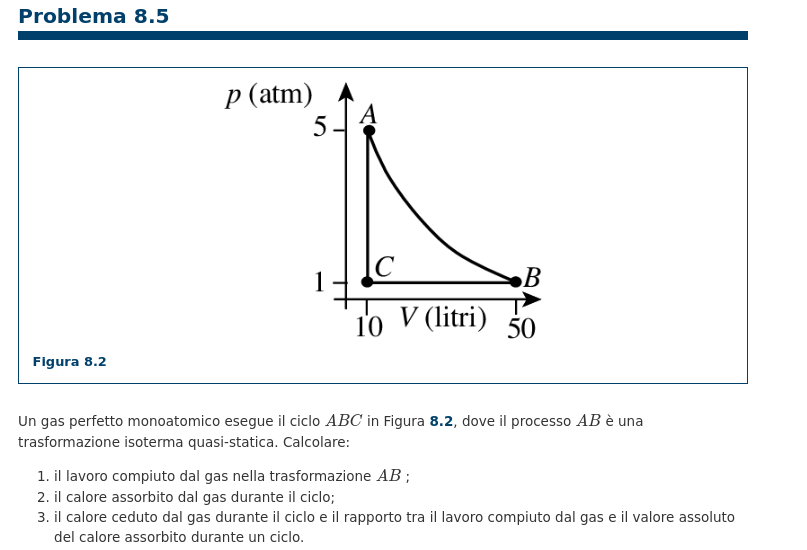 Problema 8.5
p (atm)
A
5
C
1
B
10
V (litri)
50
Figura 8.2
Un gas perfetto monoatomico esegue il ciclo ABC in Figura 8.2, dove il processo AB è una
trasformazione isoterma quasi-statica. Calcolare:
1. il lavoro compiuto dal gas nella trasformazione AB ;
2. il calore assorbito dal gas durante il ciclo;
3. il calore ceduto dal gas durante il ciclo e il rapporto tra il lavoro compiuto dal gas e il valore assoluto
del calore assorbito durante un ciclo.